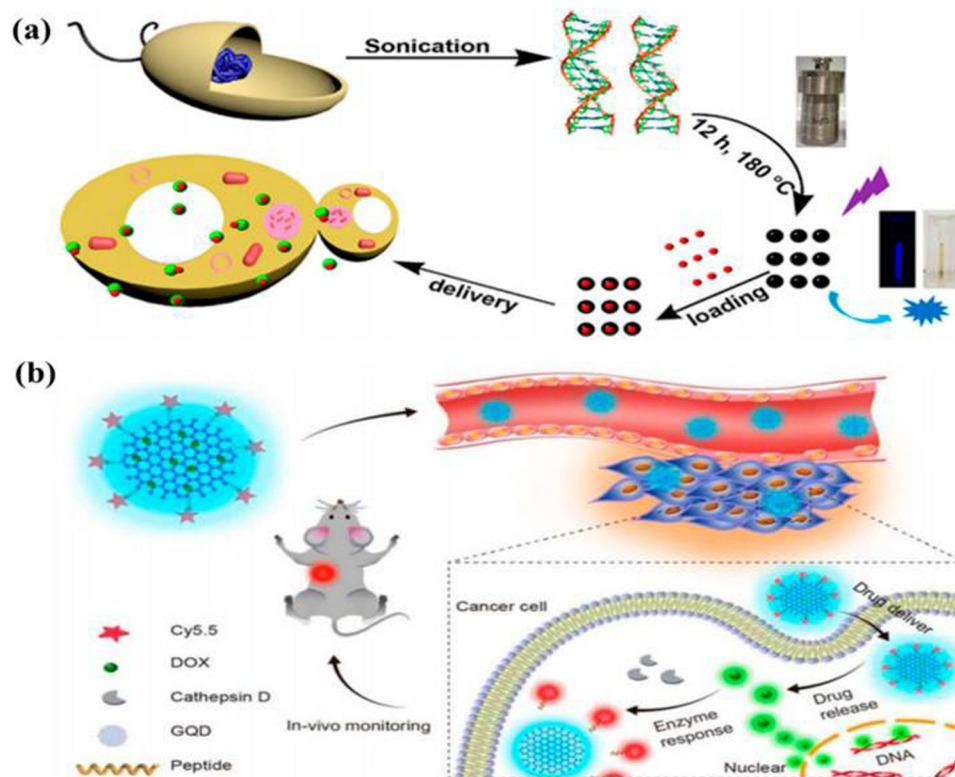 (a)
Sonication
12 h, 180 °C
loading
delivery
(b)
Cy5.5
DOX
Cathepsin D
GQD
Peptide
In-vivo monitoring
Cancer cell
Drug deliver
Drug
release
Enzyme
response
Nuclear
DNA